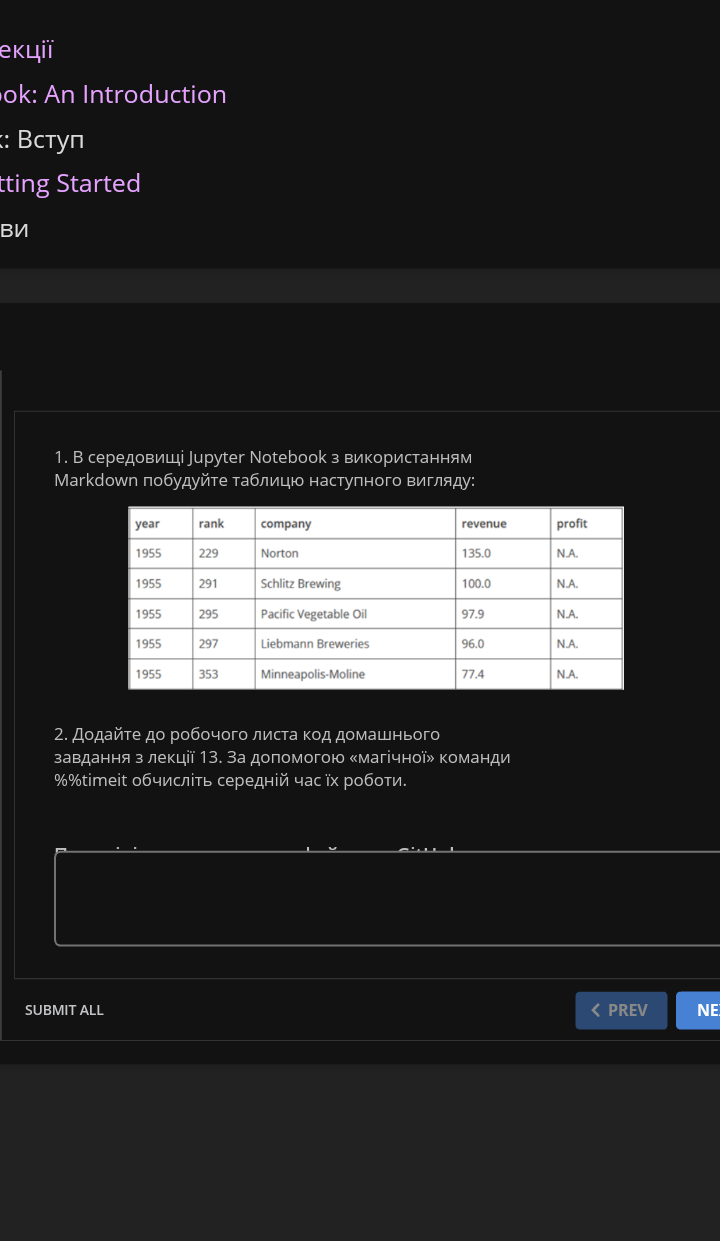 екції
ook: An Introduction
к: Вступ
tting Started
ви
1. В середовищі Jupyter Notebook з використанням
Markdown побудуйте таблицю наступного вигляду:
year rank company revenue profit
1955 229 Norton 135.0 N.A.
1955 291 Schlitz Brewing 100.0 N.A.
1955 295 Pacific Vegetable Oil 97.9 N.A.
1955 297 Liebmann Breweries 96.0 N.A.
1955 353 Minneapolis-Moline 77.4 N.A.
2. Додайте до робочого листа код домашнього
завдання з лекції 13. За допомогою «магічної» команди
%%timeit обчисліть середній час їх роботи.
GitHub
SUBMIT ALL
PREV
NE